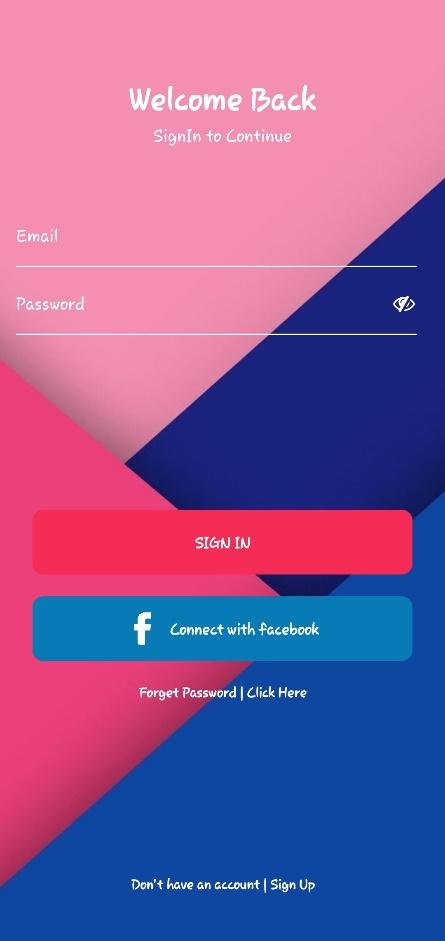 Welcome Back
SignIn to Continue
Email
Password
SIGN IN
Connect with facebook
Forget Password | Click Here
Don't have an account | Sign Up